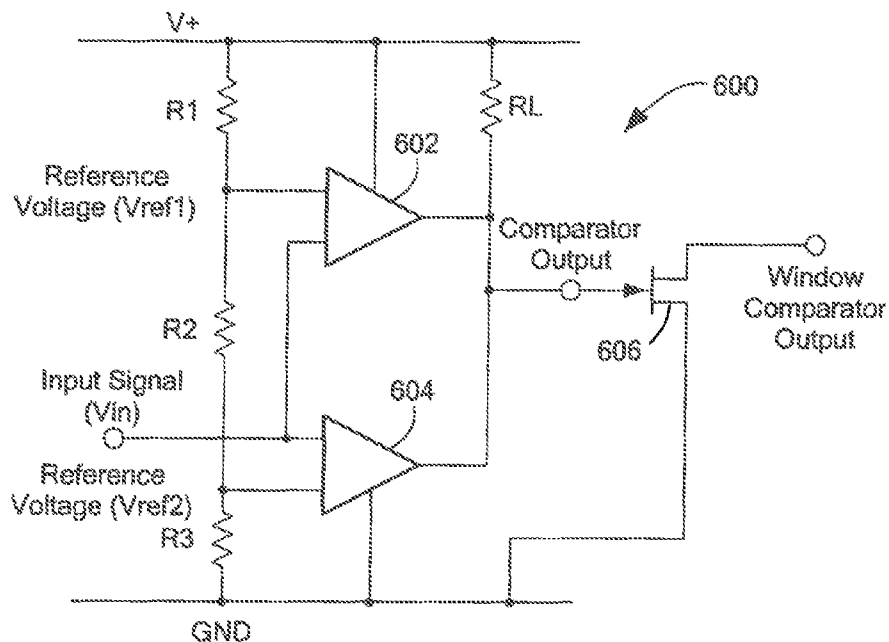 V+
R1
RL
600
602
Reference
Voltage (Vref1)
Comparator
Output
Window
Comparator
Output
R2
606
Input Signal
(Vin)
604
Reference
Voltage (Vref2)
R3
GND